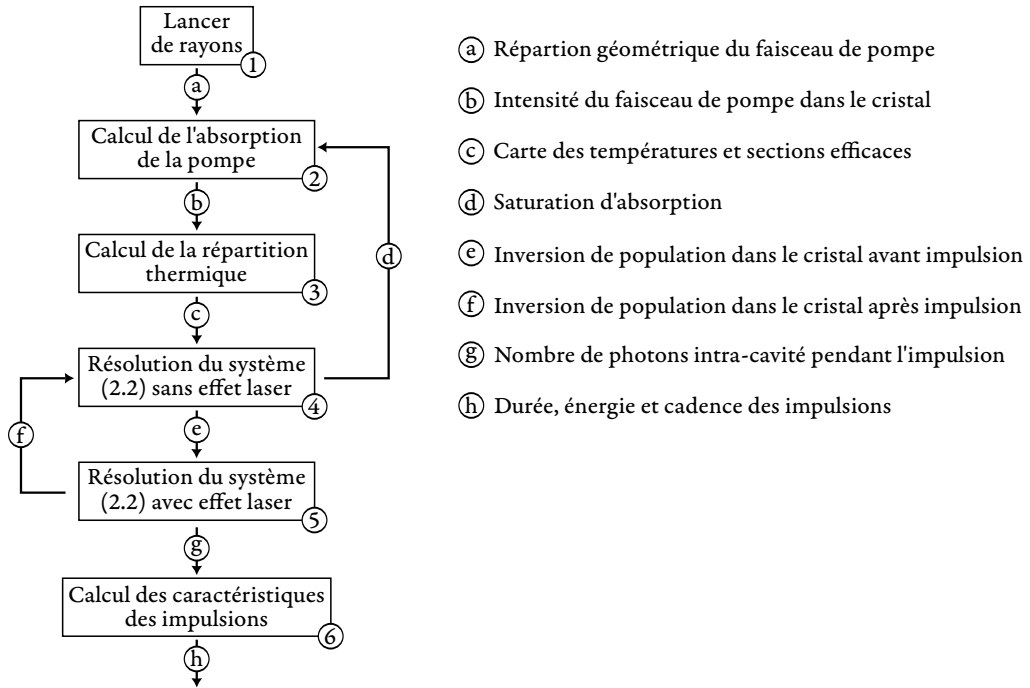 Lancer
de rayons
1
a
Calcul de l'absorption
de la pompe
2
b
d
Calcul de la répartition
thermique
3
c
Résolution du système
(2.2) sans effet laser
4
f
e
Résolution du système
(2.2) avec effet laser
5
g
Calcul des caractéristiques
des impulsions
6
h
a Répartion géométrique du faisceau de pompe
b Intensité du faisceau de pompe dans le cristal
c Carte des températures et sections efficaces
d Saturation d'absorption
e Inversion de population dans le cristal avant impulsion
f Inversion de population dans le cristal après impulsion
g Nombre de photons intra-cavité pendant l'impulsion
h Durée, énergie et cadence des impulsions